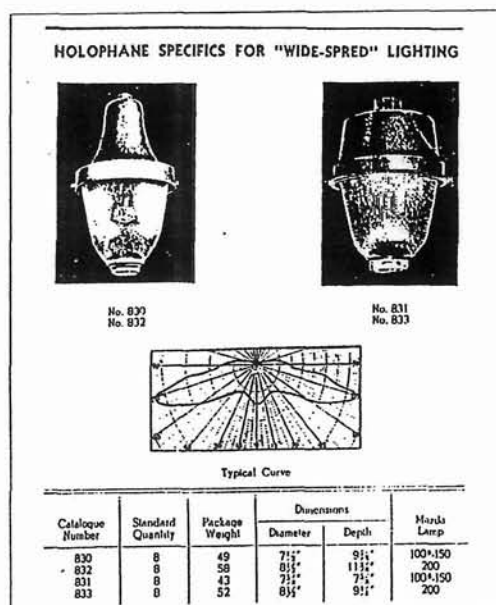 HOLOPHANE SPECIFICS FOR "WIDE-SPRED" LIGHTING
No. 830
No. 832
No. 831
No. 833
Typical Curve
Catalogue Number Standard Quantity Package Weight Dimensions Diameter Depth Mazda Lamp
830 8 49 100*-150
832 8 58 200
831 8 43 100*-150
833 8 52 200